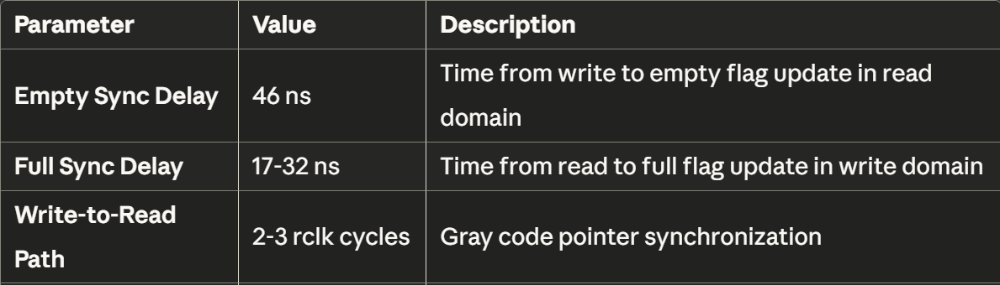 Parameter Value Description
Empty Sync Delay 46 ns Time from write to empty flag update in read
domain
Full Sync Delay 17-32 ns Time from read to full flag update in write domain
Write-to-Read
Path 2-3 rclk cycles Gray code pointer synchronization